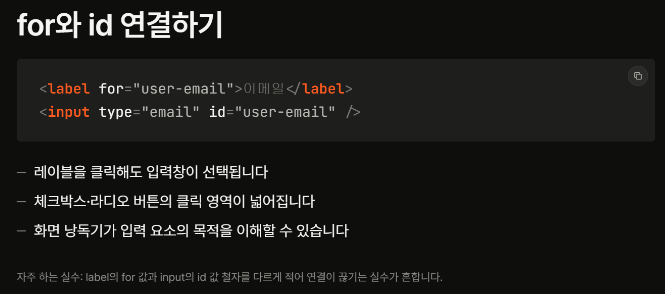 for와 id 연결하기
<label for="user-email">이메일</label>
<input type="email" id="user-email" />
— 레이블을 클릭해도 입력창이 선택됩니다
— 체크박스·라디오 버튼의 클릭 영역이 넓어집니다
— 화면 낭독기가 입력 요소의 목적을 이해할 수 있습니다
자주 하는 실수: label의 for 값과 input의 id 값 철자를 다르게 적어 연결이 끊기는 실수가 흔합니다.